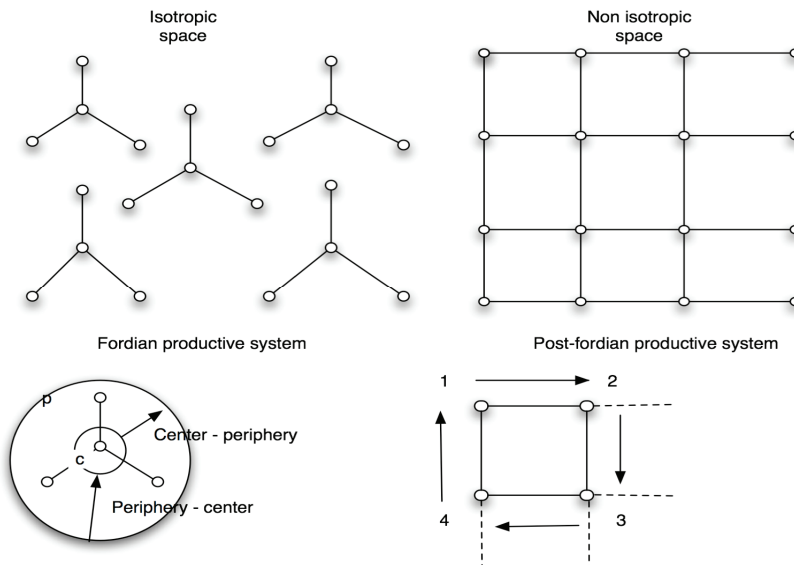 Isotropic
space
Non isotropic
space
Fordian productive system
Post-fordian productive system
p
c
Center - periphery
Periphery - center
1
2
4
3